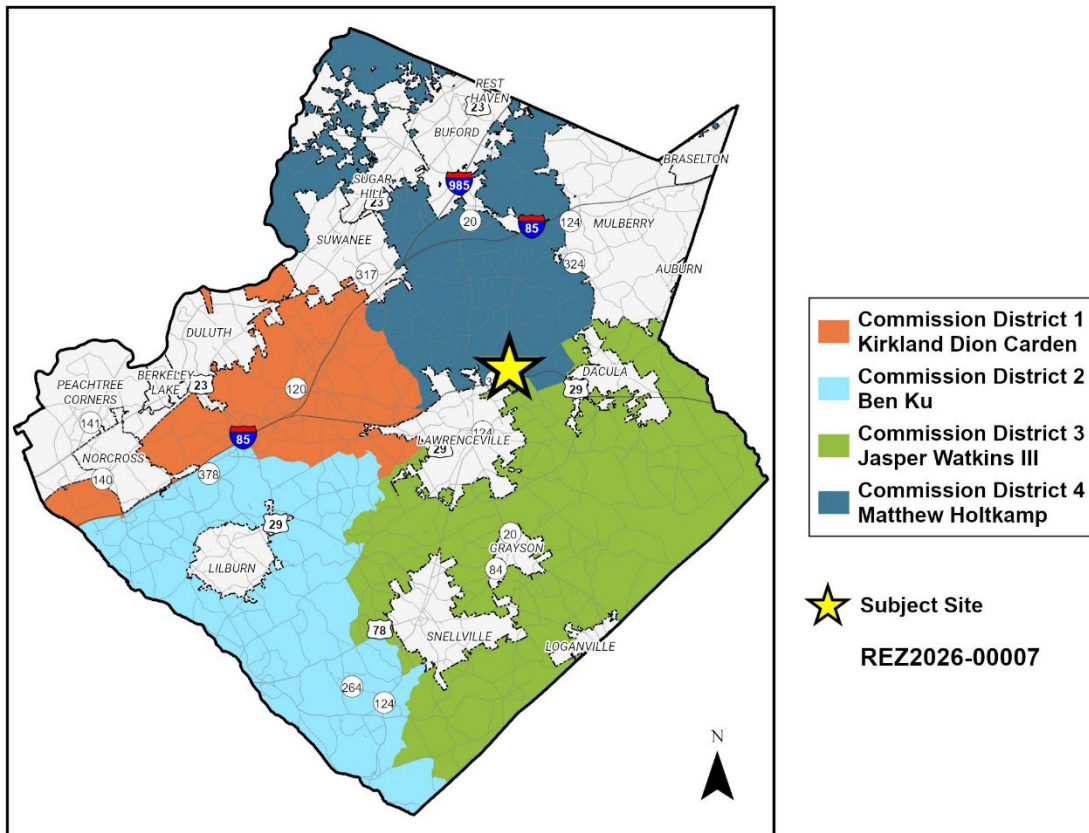 REST
HAVEN
23
BUFORD
BRASELTON
SUGAR
HILL
985
23
20
85
124
MULBERRY
SUWANEE
324
AUBURN
317
DULUTH
BERKELEY
LAKE
23
PEACHTREE
CORNERS
120
DACULA
29
141
124
LAWRENCEVILLE
29
85
NORCROSS
378
140
29
20
GRAYSON
84
LILBURN
78
SNELLVILLE
LOGANVILLE
264
124
N
Commission District 1
Kirkland Dion Carden
Commission District 2
Ben Ku
Commission District 3
Jasper Watkins III
Commission District 4
Matthew Holtkamp
Subject Site
REZ2026-00007